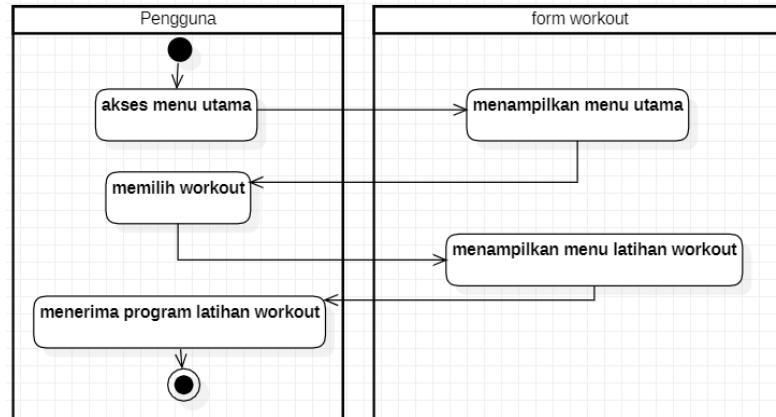 Pengguna
form workout
akses menu utama
menampilkan menu utama
memilih workout
menampilkan menu latihan workout
menerima program latihan workout